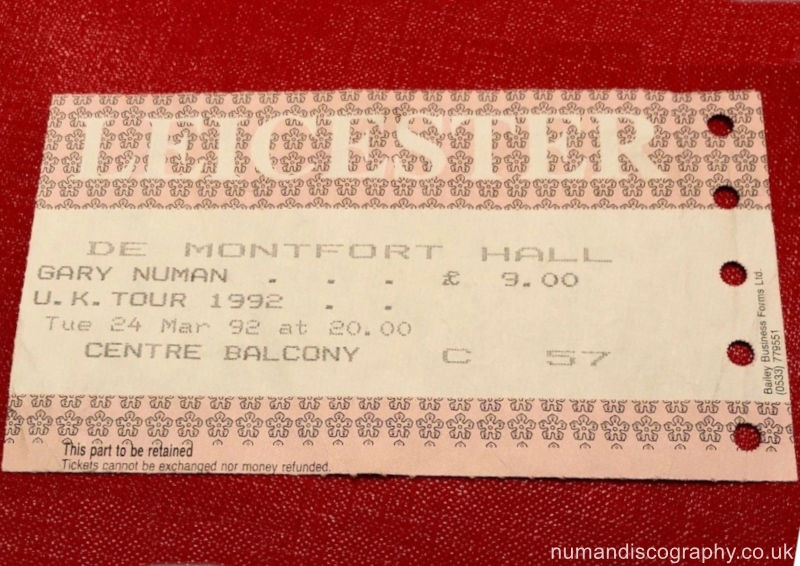 LEICESTER
DE MONTFORT HALL
GARY NUMAN . . . £ 9.00
U.K. TOUR 1992 . .
Tue 24 Mar 92 at 20.00
CENTRE BALCONY C 57
This part to be retained
Tickets cannot be exchanged nor money refunded.
Bailey Business Forms Ltd.
(0533) 779551
numandiscography.co.uk